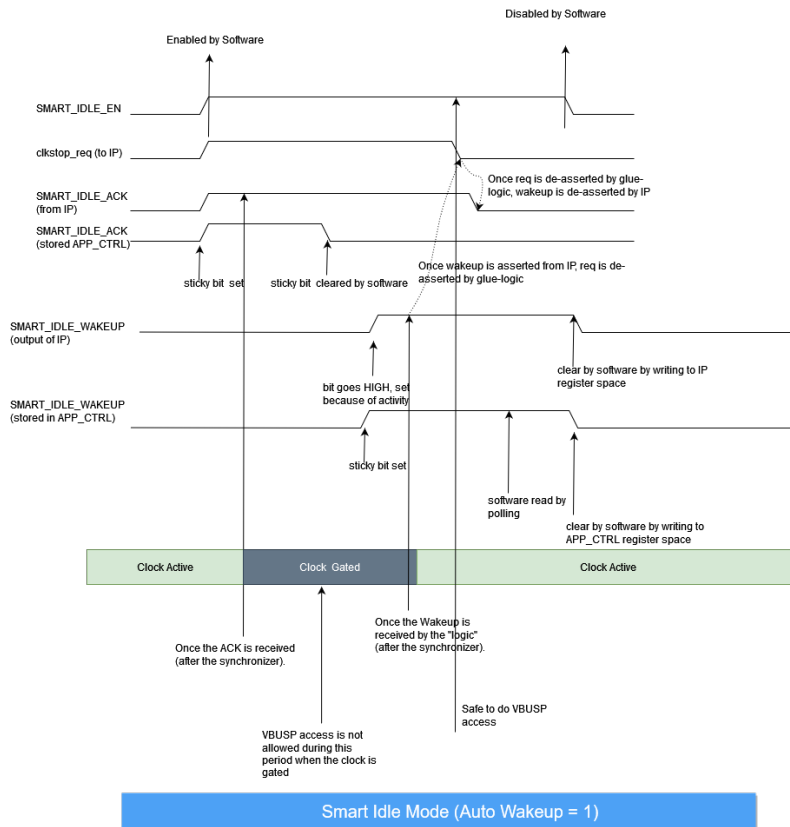 Disabled by Software
Enabled by Software
SMART_IDLE_EN
clkstop_req (to IP)
SMART_IDLE_ACK
(from IP)
Once req is de-asserted by glue-
logic, wakeup is de-asserted by IP
SMART_IDLE_ACK
(stored APP_CTRL)
sticky bit set
sticky bit cleared by software
Once wakeup is asserted from IP, req is de-
asserted by glue-logic
SMART_IDLE_WAKEUP
(output of IP)
bit goes HIGH, set
because of activity
clear by software by writing to IP
register space
SMART_IDLE_WAKEUP
(stored in APP_CTRL)
sticky bit set
software read by
polling
clear by software by writing to
APP_CTRL register space
Clock Active
Clock Gated
Clock Active
Once the ACK is received
(after the synchronizer).
Once the Wakeup is
received by the "logic"
(after the synchronizer).
Safe to do VBUSP
access
VBUSP access is not
allowed during this
period when the clock is
gated
Smart Idle Mode (Auto Wakeup = 1)